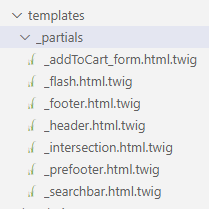 templates
_partials
_addToCart_form.html.twig
_flash.html.twig
_footer.html.twig
_header.html.twig
_intersection.html.twig
_prefooter.html.twig
_searchbar.html.twig